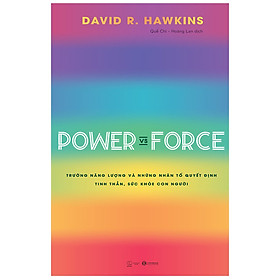 DAVID R. HAWKINS
Quế Chi - Hoàng Lan dịch
POWER VS FORCE
TRƯỜNG NĂNG LƯỢNG VÀ NHỮNG NHÂN TỐ QUYẾT ĐỊNH
TINH THẦN, SỨC KHỎE CON NGƯỜI